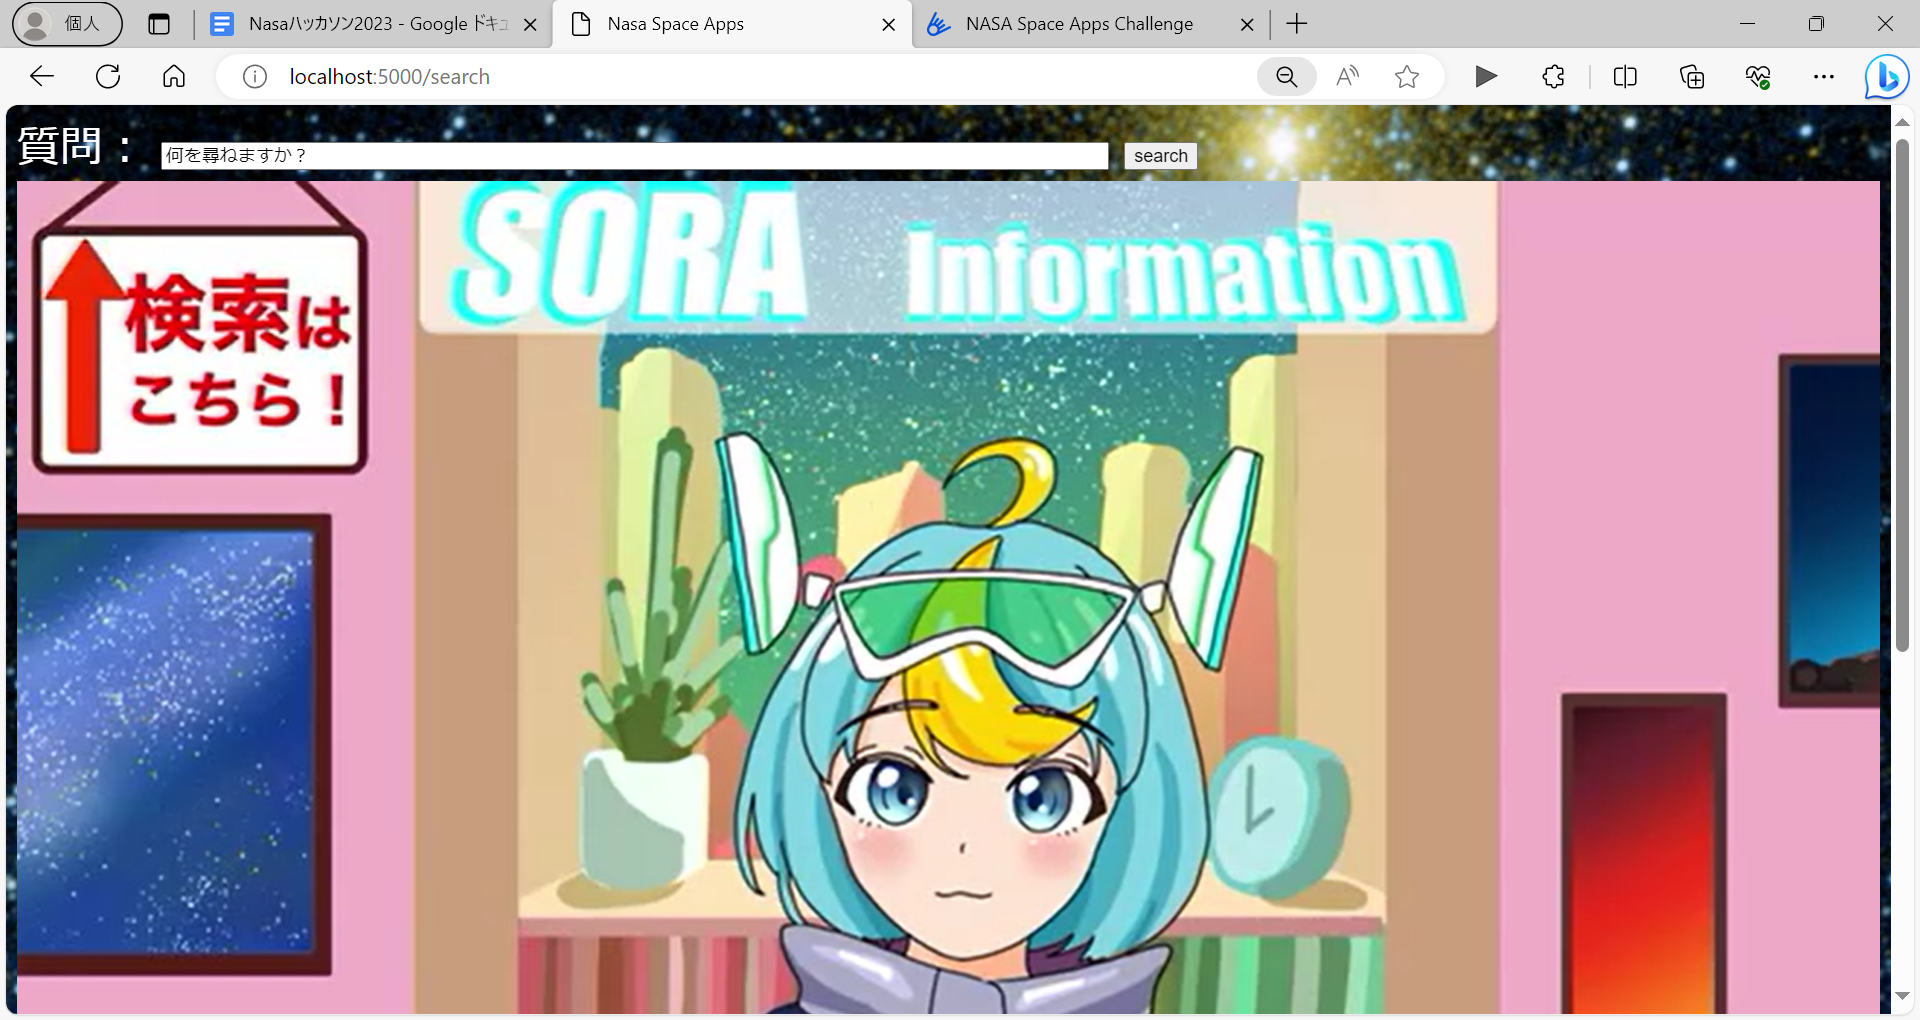 個人
Nasaハッカソン2023 - Google ドキュ
Nasa Space Apps
NASA Space Apps Challenge
localhost:5000/search
質問：
何を尋ねますか？
search
SORA Information
検索は
こちら！